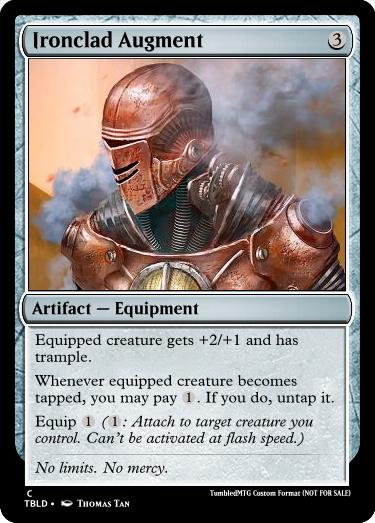 Ironclad Augment 3
Artifact — Equipment
Equipped creature gets +2/+1 and has
trample.
Whenever equipped creature becomes
tapped, you may pay 1. If you do, untap it.
Equip 1 (1: Attach to target creature you
control. Can't be activated at flash speed.)
No limits. No mercy.
C
TBLD • Thomas Tan
TumbledMTG Custom Format (NOT FOR SALE)